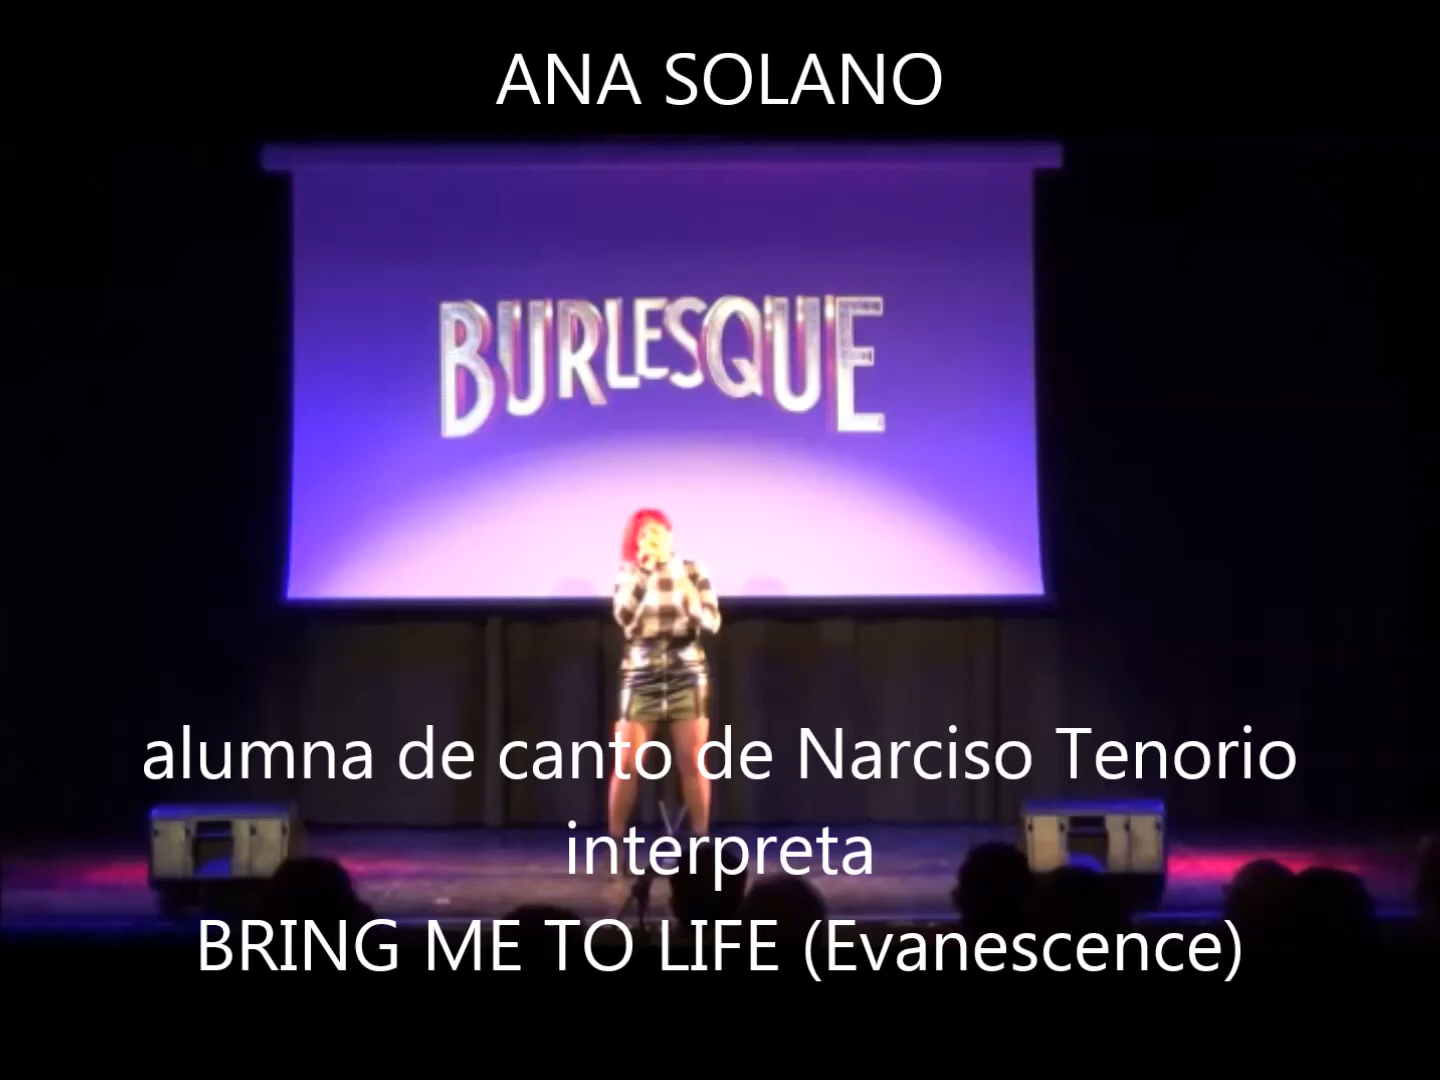 ANA SOLANO
BURLESQUE
alumna de canto de Narciso Tenorio
interpreta
BRING ME TO LIFE (Evanescence)